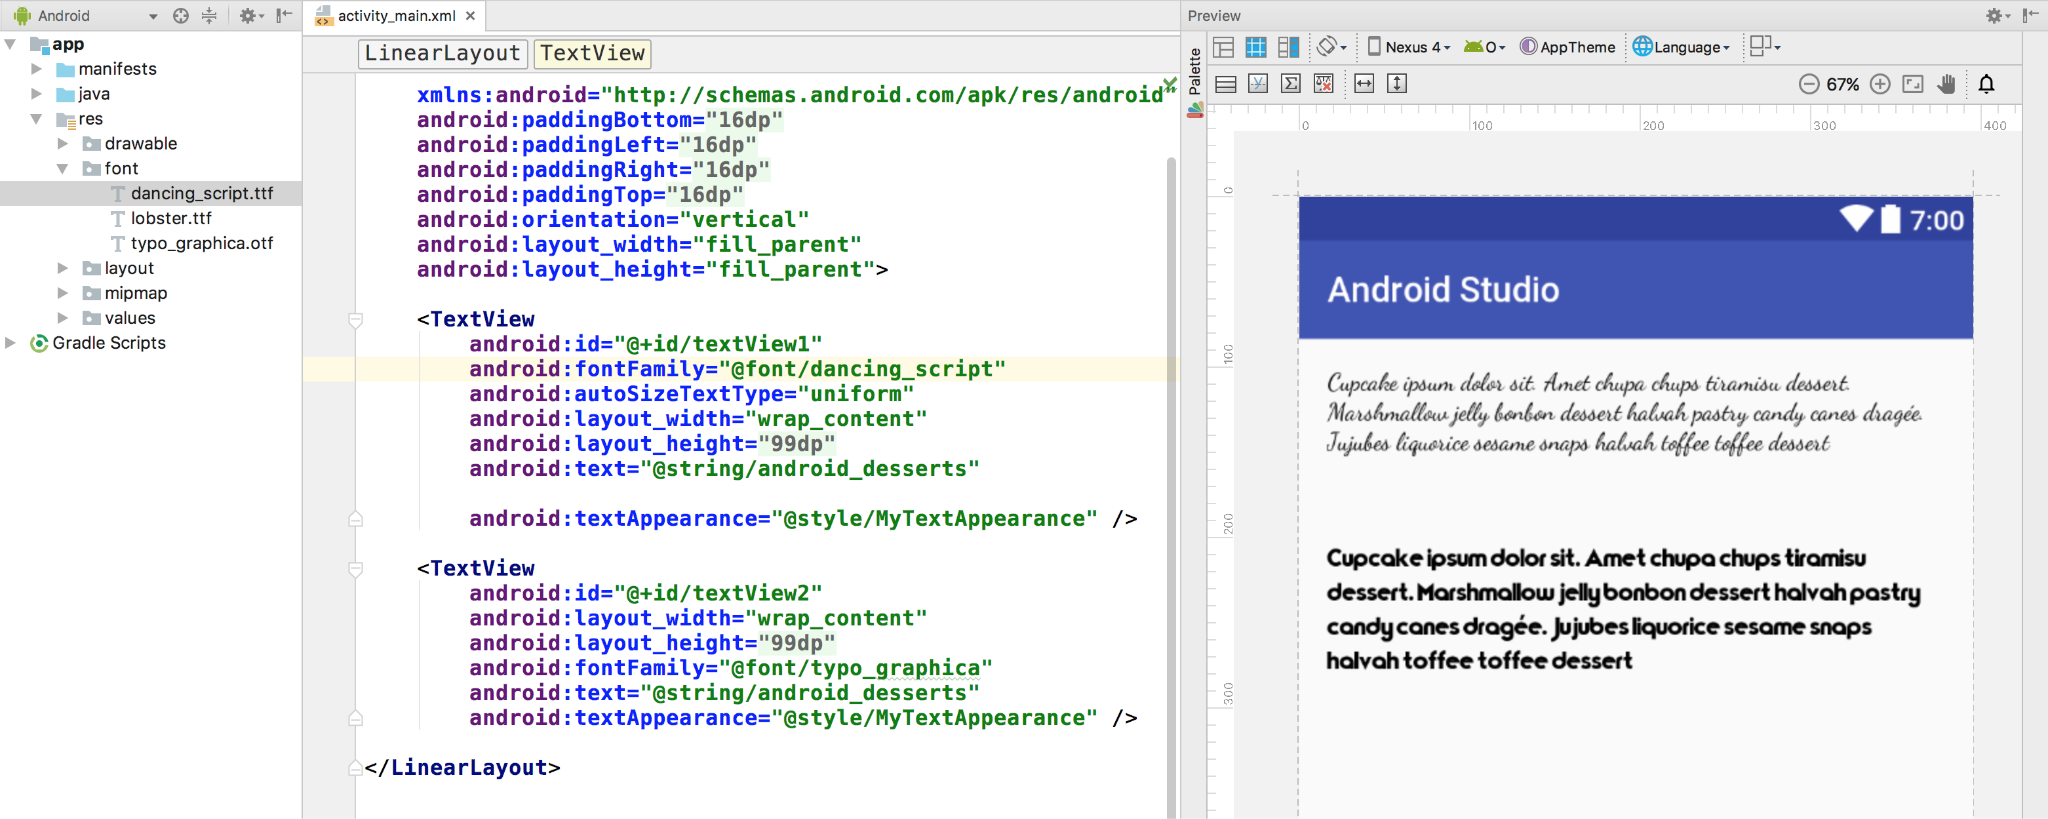 Android
app
manifests
java
res
drawable
font
dancing_script.ttf
lobster.ttf
typo_graphica.otf
layout
mipmap
values
Gradle Scripts
activity_main.xml
LinearLayout TextView
xmlns:android="http://schemas.android.com/apk/res/android"
android:paddingBottom="16dp"
android:paddingLeft="16dp"
android:paddingRight="16dp"
android:paddingTop="16dp"
android:orientation="vertical"
android:layout_width="fill_parent"
android:layout_height="fill_parent">
<TextView
android:id="@+id/textView1"
android:fontFamily="@font/dancing_script"
android:autoSizeTextType="uniform"
android:layout_width="wrap_content"
android:layout_height="99dp"
android:text="@string/android_desserts"
android:textAppearance="@style/MyTextAppearance" />
<TextView
android:id="@+id/textView2"
android:layout_width="wrap_content"
android:layout_height="99dp"
android:fontFamily="@font/typo_graphica"
android:text="@string/android_desserts"
android:textAppearance="@style/MyTextAppearance" />
</LinearLayout>
Preview
Palette
Nexus 4 O AppTheme Language
67%
0 100 200 300 400
0
100
200
300
7:00
Android Studio
Cupcake ipsum dolor sit. Amet chupa chups tiramisu dessert.
Marshmallow jelly bonbon dessert halvah pastry candy canes dragée.
Jujubes liquorice sesame snaps halvah toffee toffee dessert
Cupcake ipsum dolor sit. Amet chupa chups tiramisu
dessert. Marshmallow jelly bonbon dessert halvah pastry
candy canes dragée. Jujubes liquorice sesame snaps
halvah toffee toffee dessert